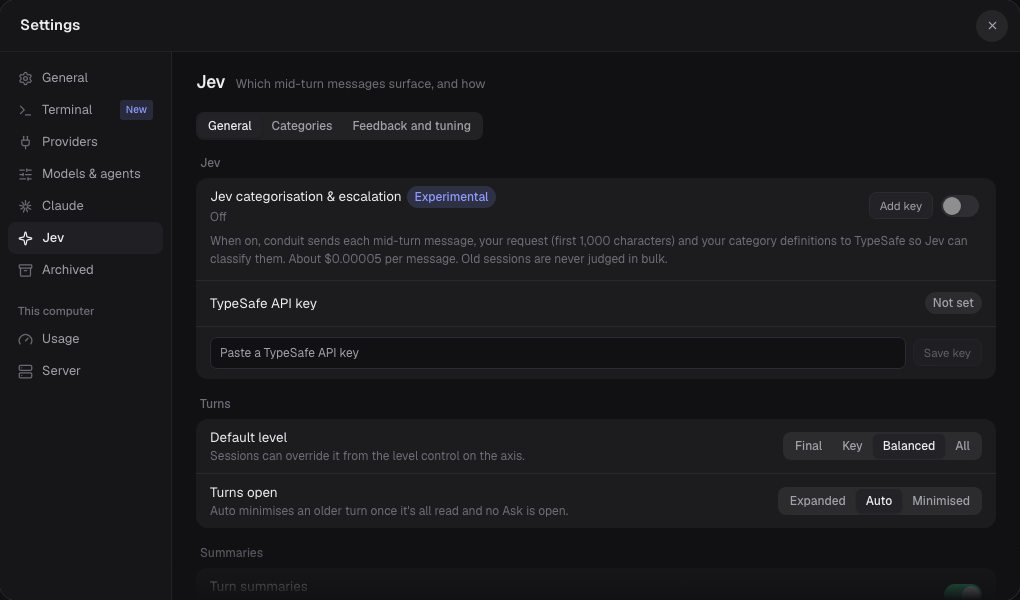 Settings
General
Terminal New
Providers
Models & agents
Claude
Jev
Archived
This computer
Usage
Server
Jev Which mid-turn messages surface, and how
General Categories Feedback and tuning
Jev
Jev categorisation & escalation Experimental
Off
Add key
When on, conduit sends each mid-turn message, your request (first 1,000 characters) and your category definitions to TypeSafe so Jev can
classify them. About $0.00005 per message. Old sessions are never judged in bulk.
TypeSafe API key Not set
Paste a TypeSafe API key Save key
Turns
Default level
Sessions can override it from the level control on the axis.
Final Key Balanced All
Turns open
Auto minimises an older turn once it's all read and no Ask is open.
Expanded Auto Minimised
Summaries
Turn summaries